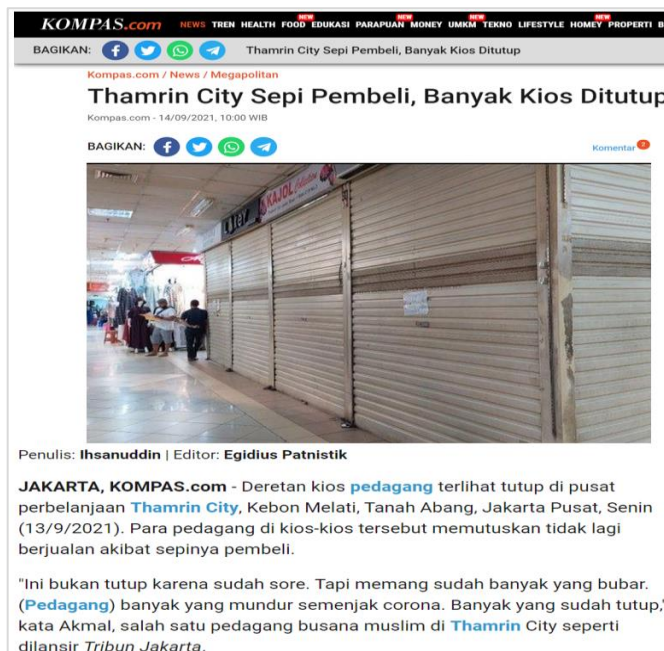 KOMPAS.com NEWS TREN HEALTH FOOD NEW EDUKASI PARAPUAN NEW MONEY UMKM NEW TEKNO LIFESTYLE HOMEY NEW PROPERTI B
BAGIKAN: Thamrin City Sepi Pembeli, Banyak Kios Ditutup
Kompas.com / News / Megapolitan
Thamrin City Sepi Pembeli, Banyak Kios Ditutup
Kompas.com - 14/09/2021, 10:00 WIB
BAGIKAN: Komentar 7
KAJOL Collection
Penulis: Ihsanuddin | Editor: Egidius Patnistik
JAKARTA, KOMPAS.com - Deretan kios pedagang terlihat tutup di pusat
perbelanjaan Thamrin City, Kebon Melati, Tanah Abang, Jakarta Pusat, Senin
(13/9/2021). Para pedagang di kios-kios tersebut memutuskan tidak lagi
berjualan akibat sepinya pembeli.
"Ini bukan tutup karena sudah sore. Tapi memang sudah banyak yang bubar.
(Pedagang) banyak yang mundur semenjak corona. Banyak yang sudah tutup,"
kata Akmal, salah satu pedagang busana muslim di Thamrin City seperti
dilansir Tribun Jakarta.